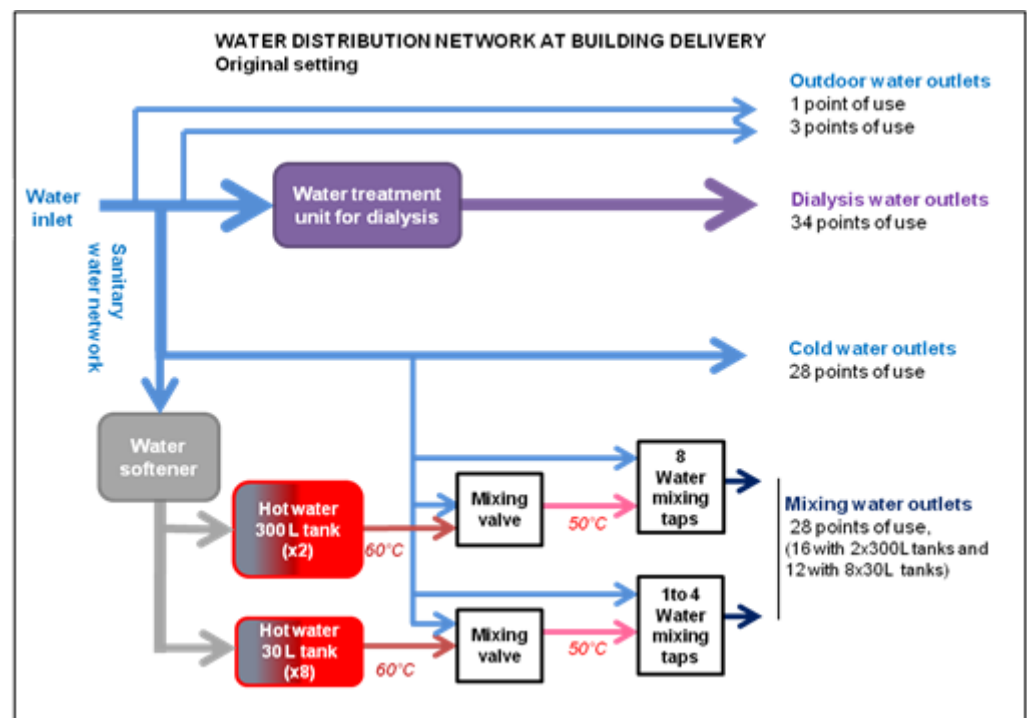 WATER DISTRIBUTION NETWORK AT BUILDING DELIVERY
Original setting
Outdoor water outlets
1 point of use
3 points of use
Water
inlet
Water treatment
unit for dialysis
Dialysis water outlets
34 points of use
Sanitary
water network
Cold water outlets
28 points of use
Water
softener
Hot water
300 L tank
(x2)
60°C
Mixing
valve
50°C
8
Water
mixing
taps
Mixing water outlets
28 points of use,
(16 with 2x300L tanks and
12 with 8x30L tanks)
Hot water
30L tank
(x8)
60°C
Mixing
valve
50°C
1to 4
Water
mixing
taps